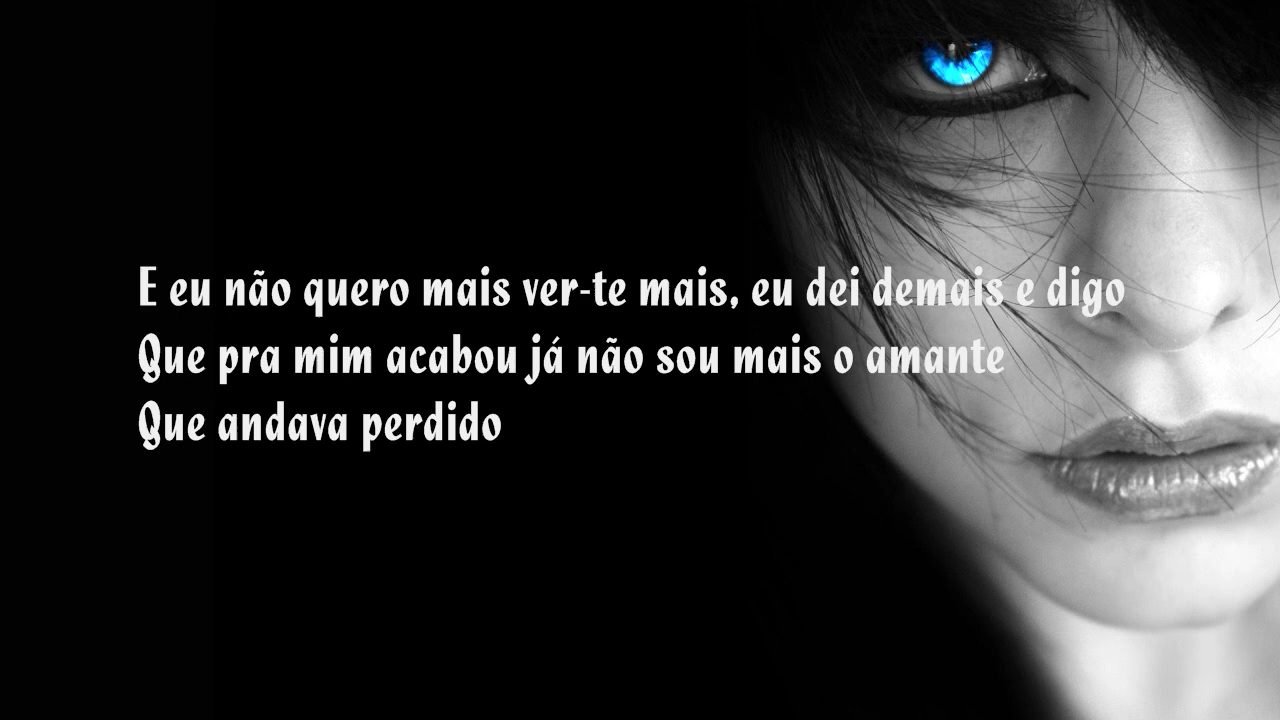 E eu não quero mais ver-te mais, eu dei demais e digo
Que pra mim acabou já não sou mais o amante
Que andava perdido